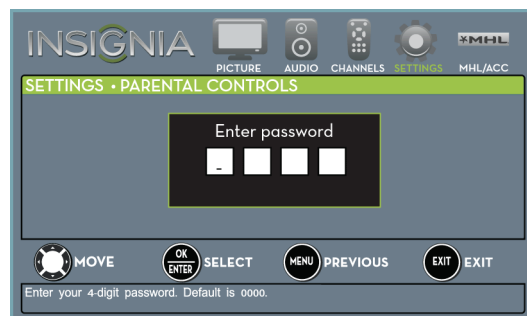 INSIGNIA
PICTURE AUDIO CHANNELS SETTINGS MHL MHL/ACC
SETTINGS • PARENTAL CONTROLS
Enter password
-
MOVE OK ENTER SELECT MENU PREVIOUS EXIT EXIT
Enter your 4-digit password. Default is 0000.